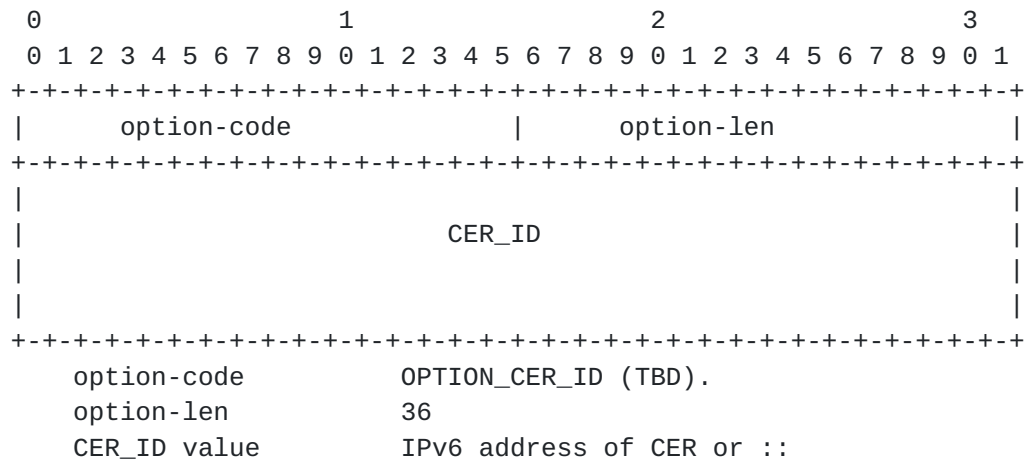 0                   1                   2                   3
 0 1 2 3 4 5 6 7 8 9 0 1 2 3 4 5 6 7 8 9 0 1 2 3 4 5 6 7 8 9 0 1
+-+-+-+-+-+-+-+-+-+-+-+-+-+-+-+-+-+-+-+-+-+-+-+-+-+-+-+-+-+-+-+-+
|      option-code              |      option-len               |
+-+-+-+-+-+-+-+-+-+-+-+-+-+-+-+-+-+-+-+-+-+-+-+-+-+-+-+-+-+-+-+-+
|                                                               |
|                           CER_ID                              |
|                                                               |
|                                                               |
+-+-+-+-+-+-+-+-+-+-+-+-+-+-+-+-+-+-+-+-+-+-+-+-+-+-+-+-+-+-+-+-+
    option-code          OPTION_CER_ID (TBD).
    option-len           36
    CER_ID value         IPv6 address of CER or ::